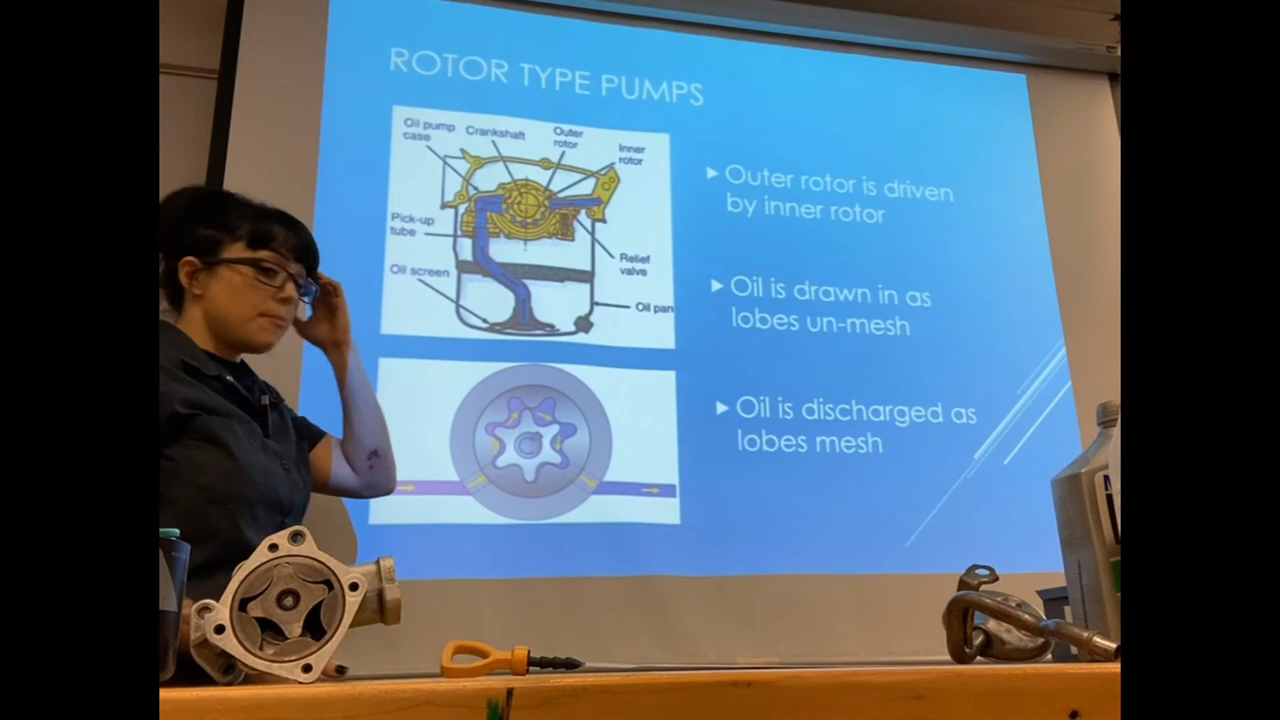 ROTOR TYPE PUMPS
Oil pump
case
Crankshaft
Outer
rotor
Inner
rotor
Pick-up
tube
Oil screen
Relief
valve
Oil pan
Outer rotor is driven
by inner rotor
Oil is drawn in as
lobes un-mesh
Oil is discharged as
lobes mesh